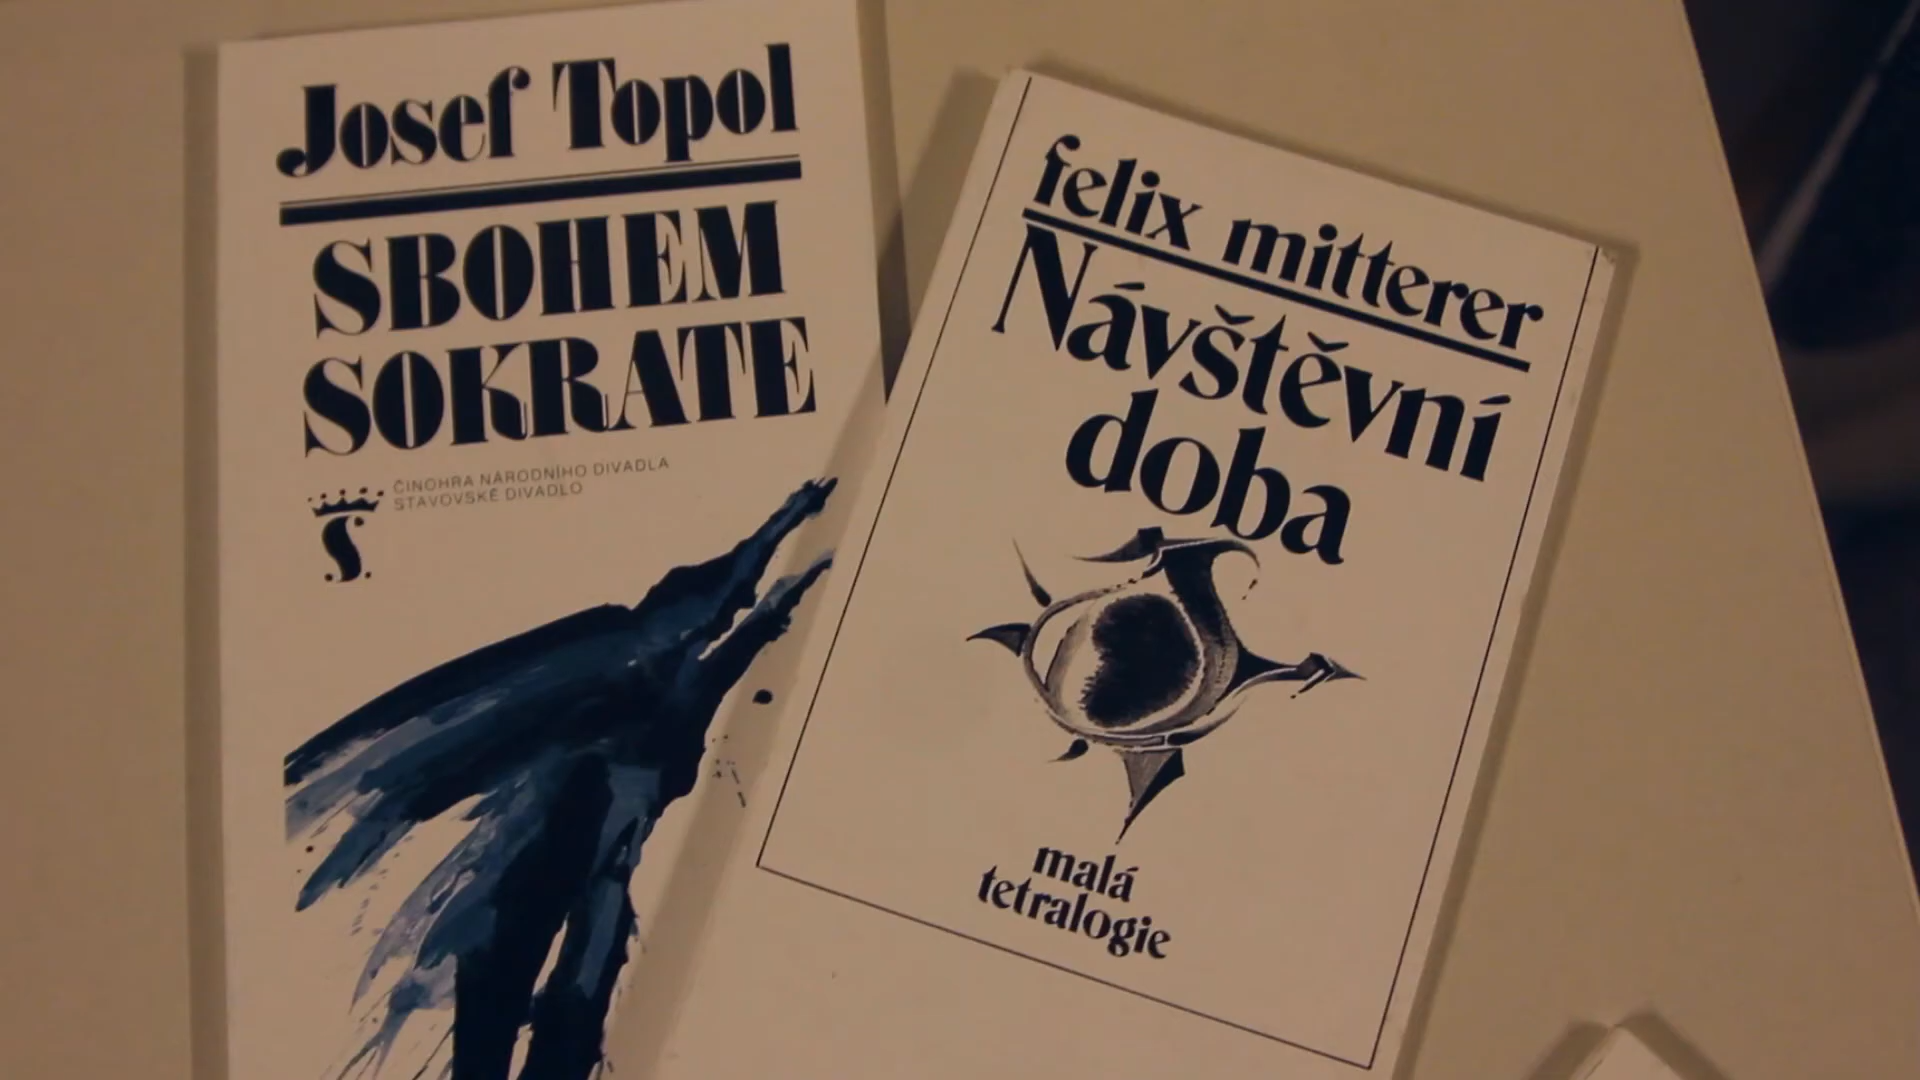 Josef Topol
SBOHEM
SOKRATE
ČINOHRA NÁRODNÍHO DIVADLA
STAVOVSKÉ DIVADLO
S.
felix mitterer
Návštěvní
doba
malá
tetralogie